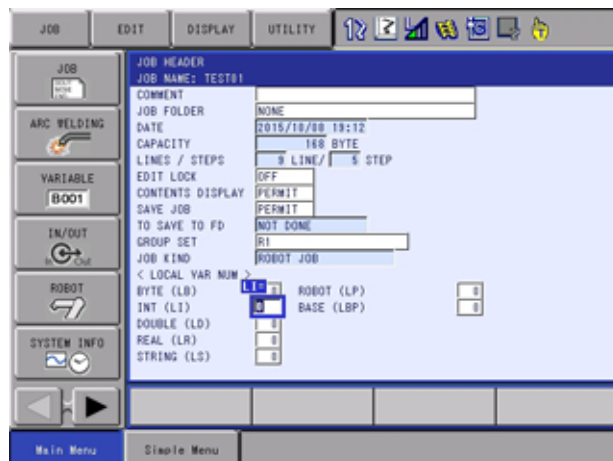 JOB EDIT DISPLAY UTILITY
JOB
ARC WELDING
VARIABLE
B001
IN/OUT
In Out
ROBOT
SYSTEM INFO
JOB HEADER
JOB NAME: TEST01
COMMENT
JOB FOLDER NONE
DATE 2015/10/08 19:12
CAPACITY 168 BYTE
LINES / STEPS 9 LINE/ 5 STEP
EDIT LOCK OFF
CONTENTS DISPLAY PERMIT
SAVE JOB PERMIT
TO SAVE TO FD NOT DONE
GROUP SET R1
JOB KIND ROBOT JOB
< LOCAL VAR NUM >
LI=
BYTE (LB) 0 ROBOT (LP) 0
INT (LI) 0 BASE (LBP) 0
DOUBLE (LD) 0
REAL (LR) 0
STRING (LS) 0
Main Menu Simple Menu